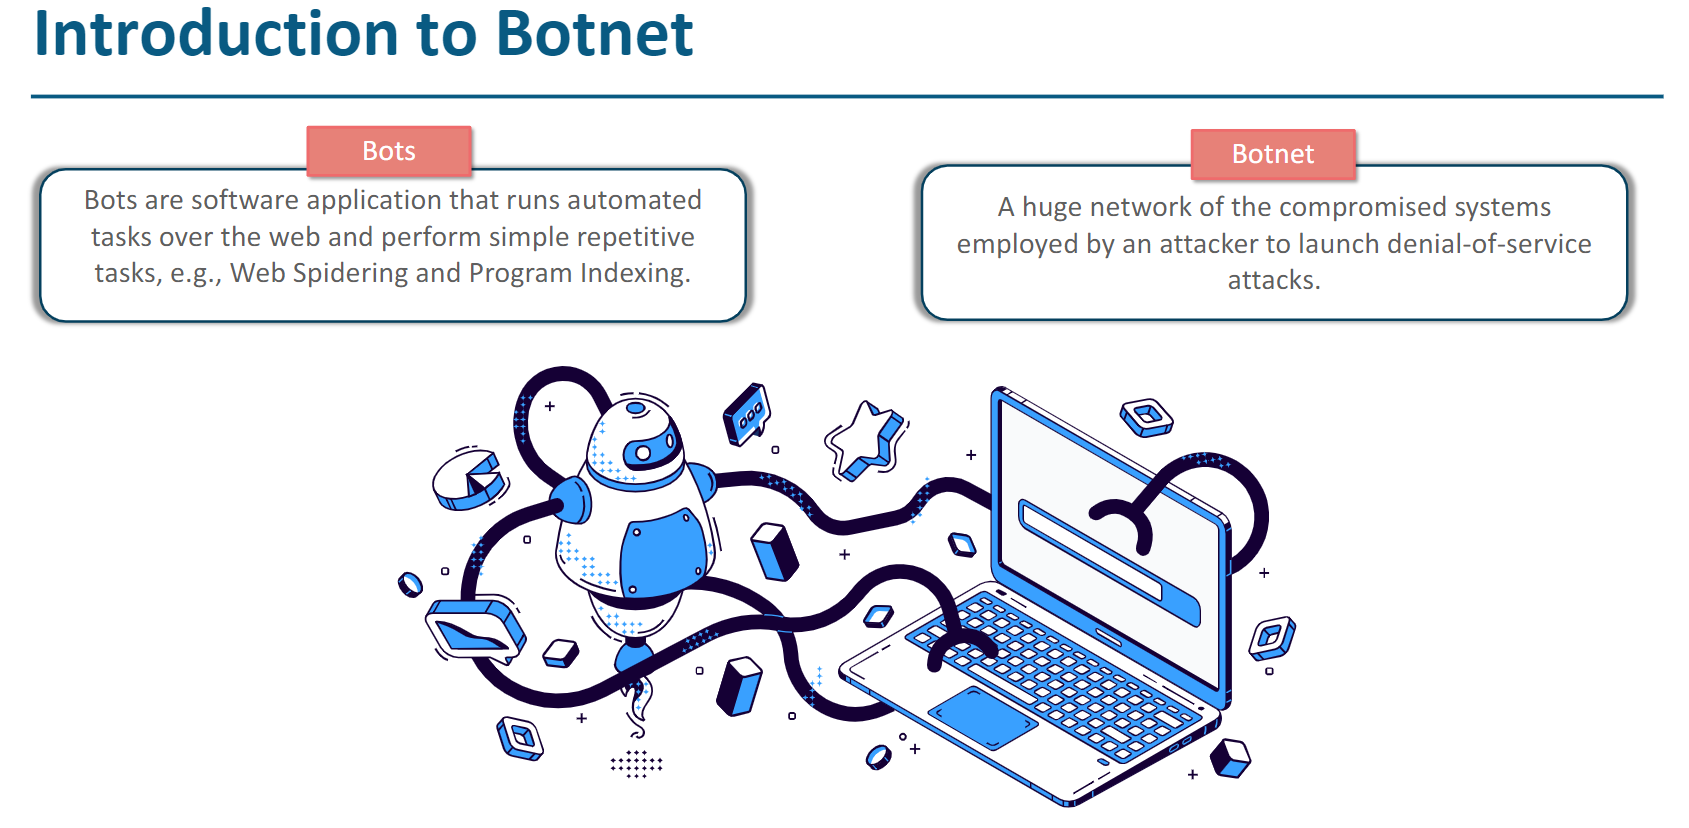 Introduction to Botnet
Bots
Bots are software application that runs automated
tasks over the web and perform simple repetitive
tasks, e.g., Web Spidering and Program Indexing.
Botnet
A huge network of the compromised systems
employed by an attacker to launch denial-of-service
attacks.